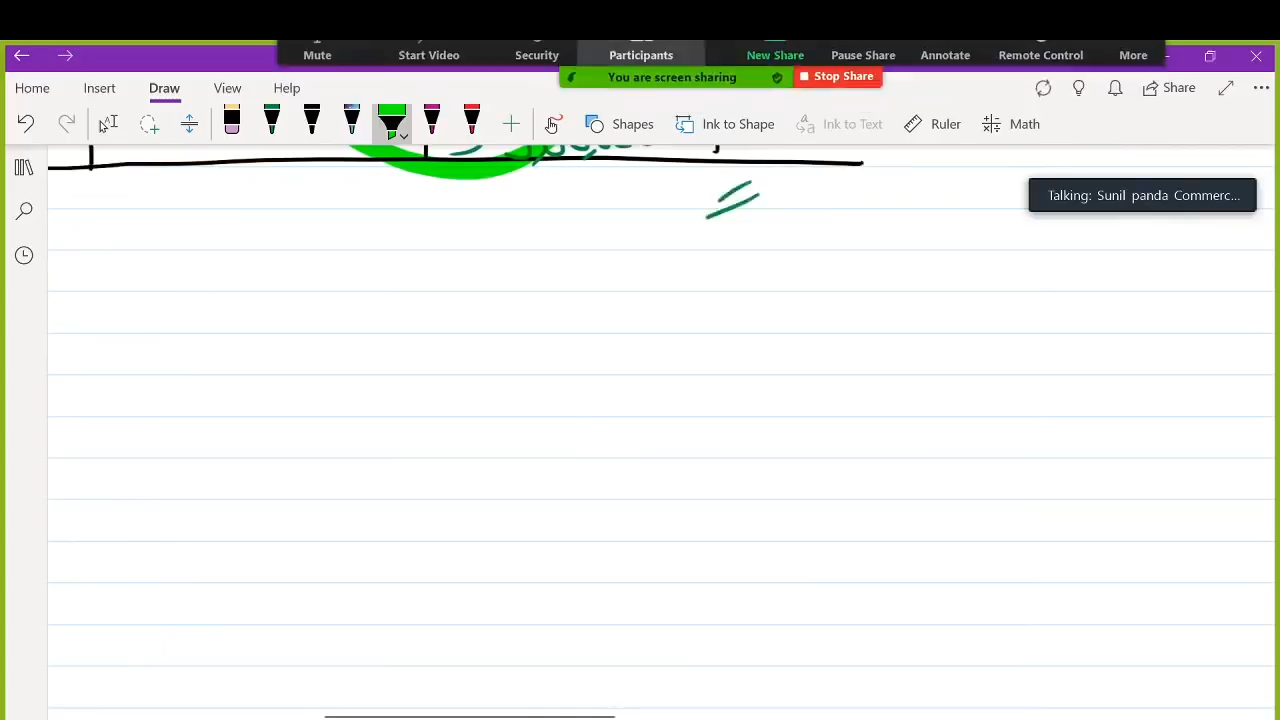 Mute Start Video Security Participants New Share Pause Share Annotate Remote Control More
You are screen sharing Stop Share
Home Insert Draw View Help Share
Shapes Ink to Shape Ink to Text Ruler Math
Talking: Sunil panda Commerc...